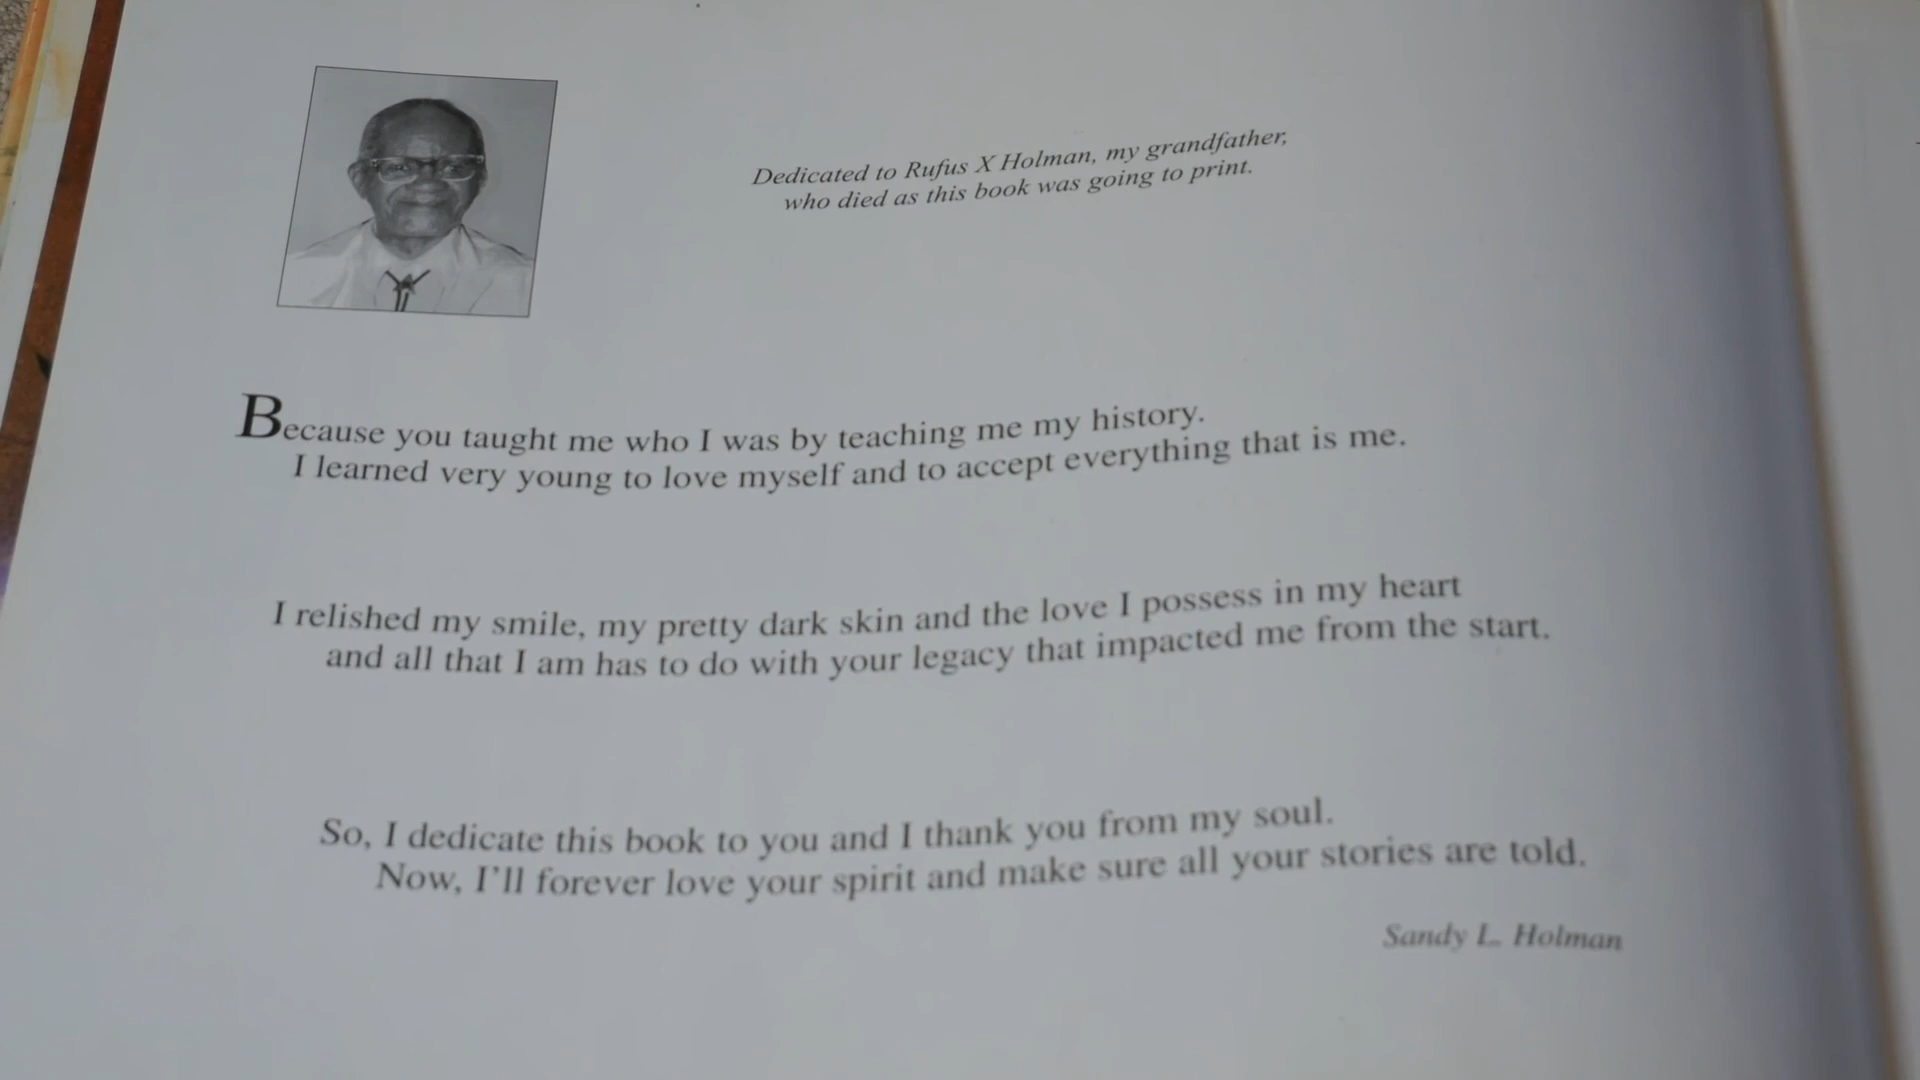 Dedicated to Rufus X Holman, my grandfather,
who died as this book was going to print.
Because you taught me who I was by teaching me my history.
I learned very young to love myself and to accept everything that is me.
I relished my smile, my pretty dark skin and the love I possess in my heart
and all that I am has to do with your legacy that impacted me from the start.
So, I dedicate this book to you and I thank you from my soul.
Now, I'll forever love your spirit and make sure all your stories are told.
Sandy L. Holman